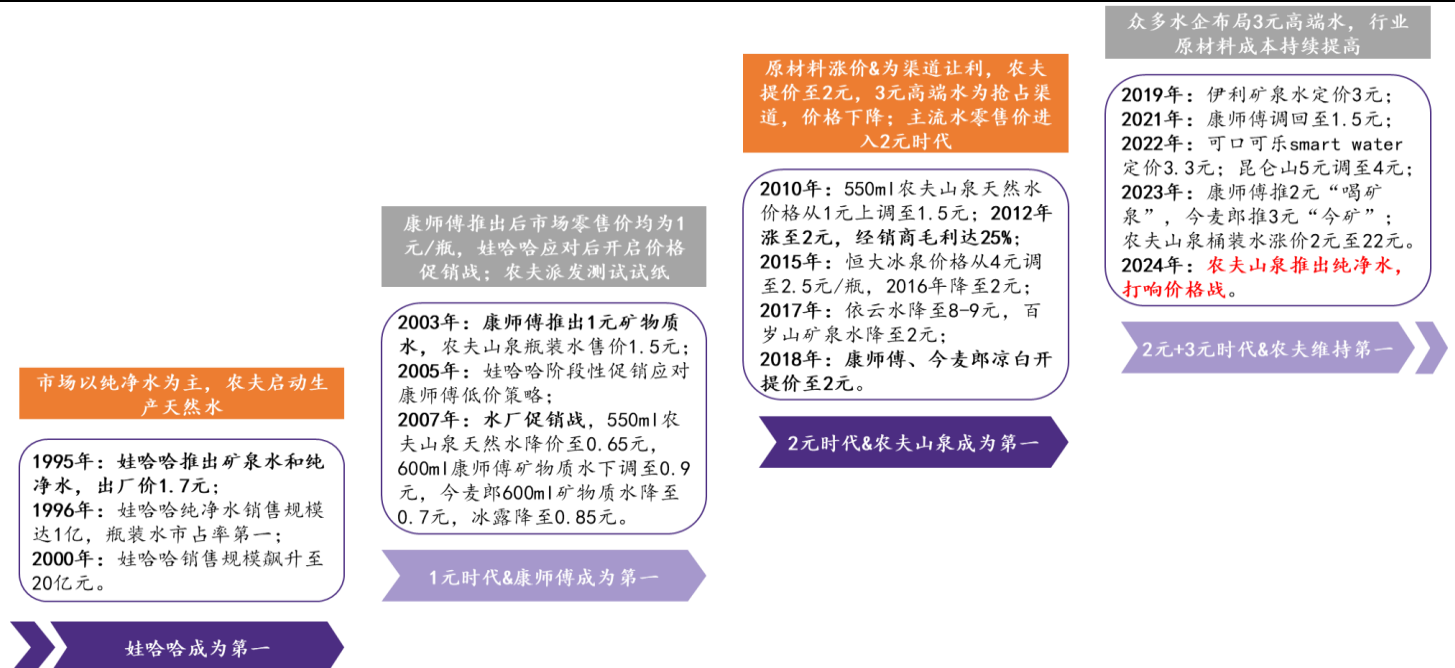 市场以纯净水为主，农夫启动生
产天然水
1995年：娃哈哈推出矿泉水和纯
净水，出厂价1.7元；
1996年：娃哈哈纯净水销售规模
达1亿，瓶装水市占率第一；
2000年：娃哈哈销售规模飙升至
20亿元。
娃哈哈成为第一
康师傅推出后市场零售价均为1
元/瓶，娃哈哈应对后开启价格
促销战；农夫派发测试试纸
2003年：康师傅推出1元矿物质
水，农夫山泉瓶装水售价1.5元；
2005年：娃哈哈阶段性促销应对
康师傅低价策略；
2007年：水厂促销战，550ml农
夫山泉天然水降价至0.65元，
600ml康师傅矿物质水下调至0.9
元，今麦郎600ml矿物质水降至
0.7元，冰露降至0.85元。
1元时代&康师傅成为第一
原材料涨价&为渠道让利，农夫
提价至2元，3元高端水为抢占渠
道，价格下降；主流水零售价进
入2元时代
2010年：550ml农夫山泉天然水
价格从1元上调至1.5元；2012年
涨至2元，经销商毛利达25%；
2015年：恒大冰泉价格从4元调
至2.5元/瓶，2016年降至2元；
2017年：依云水降至8-9元，百
岁山矿泉水降至2元；
2018年：康师傅、今麦郎凉白开
提价至2元。
2元时代&农夫山泉成为第一
众多水企布局3元高端水，行业
原材料成本持续提高
2019年：伊利矿泉水定价3元；
2021年：康师傅调回至1.5元；
2022年：可口可乐smart water
定价3.3元；昆仑山5元调至4元；
2023年：康师傅推2元“喝矿
泉”，今麦郎推3元“今矿”；
农夫山泉桶装水涨价2元至22元。
2024年：农夫山泉推出纯净水，
打响价格战。
2元+3元时代&农夫维持第一